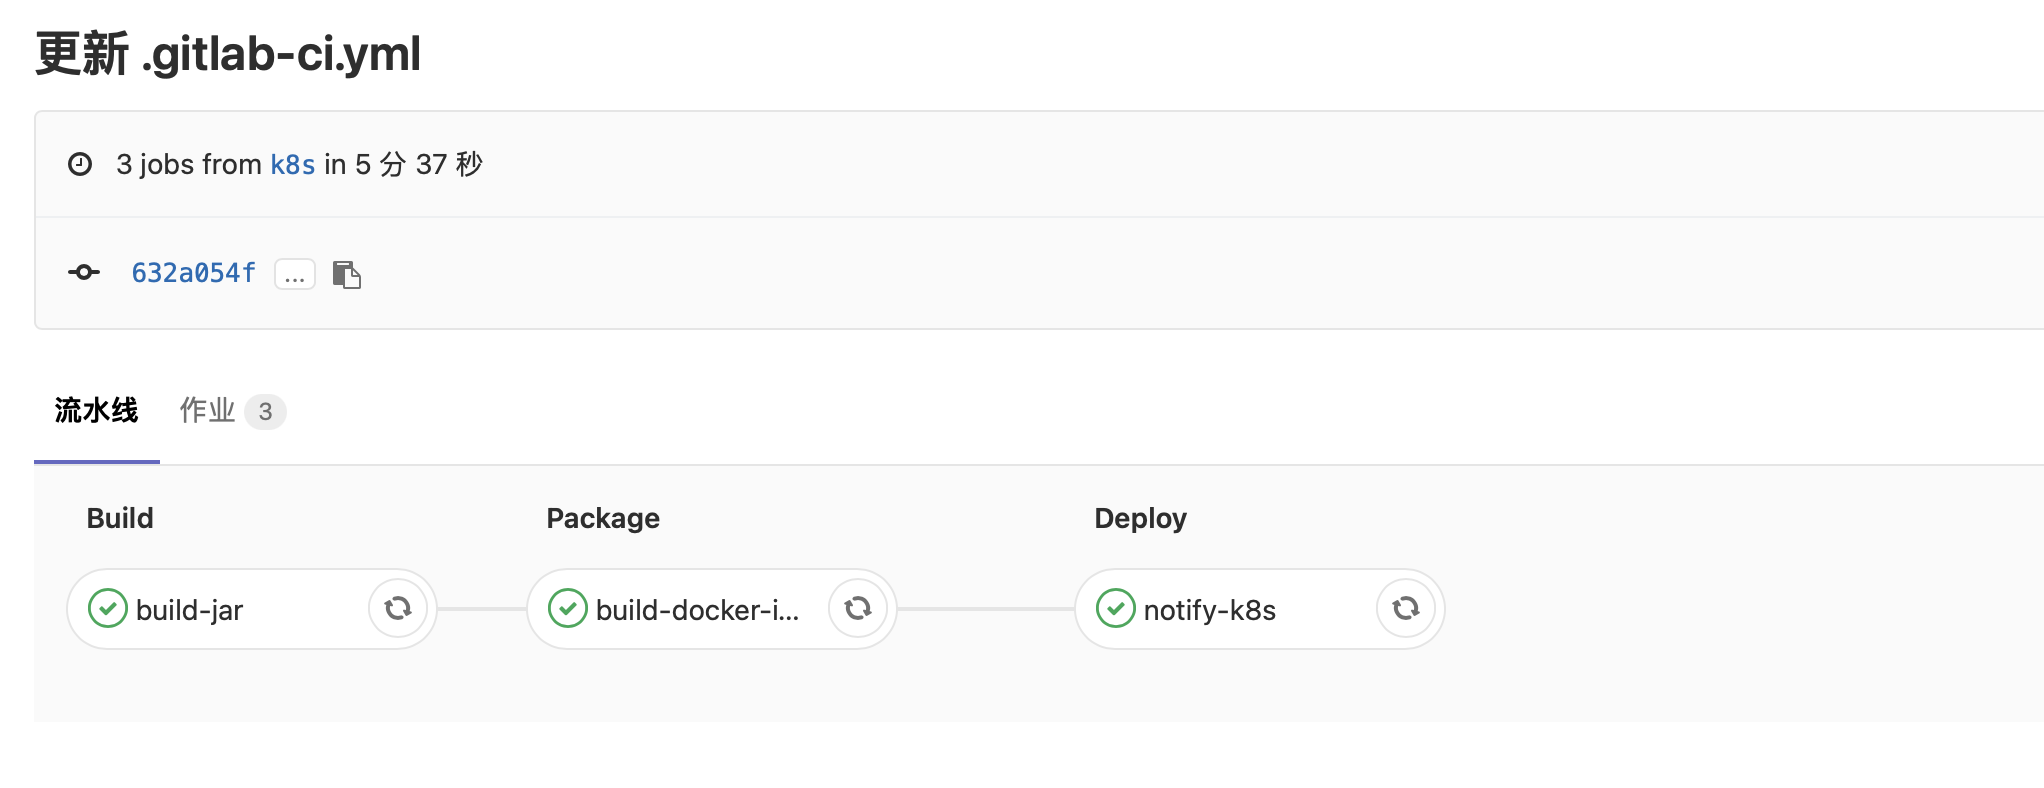 更新 .gitlab-ci.yml
3 jobs from k8s in 5 分 37 秒
632a054f ...
流水线 作业 3
Build Package Deploy
build-jar build-docker-i... notify-k8s